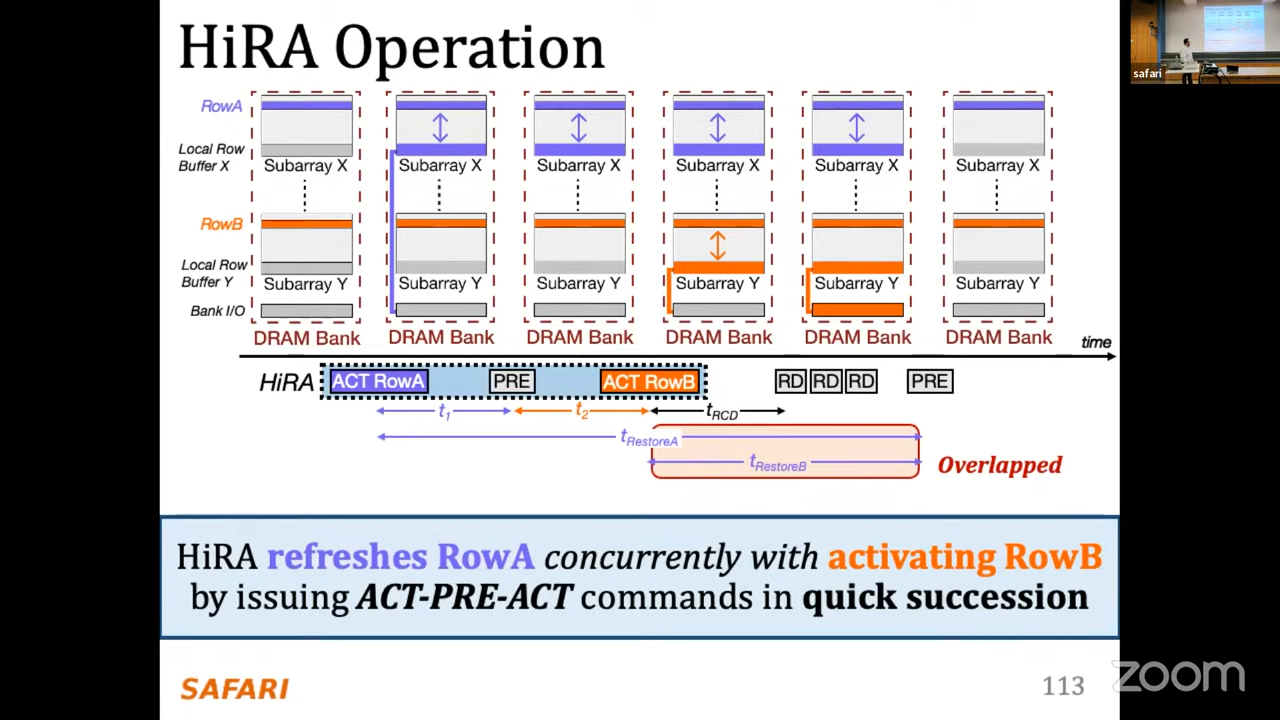 HiRA Operation
safari
RowA
Local Row
Buffer X
Subarray X Subarray X Subarray X Subarray X Subarray X Subarray X
RowB
Local Row
Buffer Y
Subarray Y Subarray Y Subarray Y Subarray Y Subarray Y Subarray Y
Bank I/O
DRAM Bank DRAM Bank DRAM Bank DRAM Bank DRAM Bank DRAM Bank
time
HiRA ACT RowA PRE ACT RowB RD RD RD PRE
t1 t2 tRCD
tRestoreA
tRestoreB
Overlapped
HiRA refreshes RowA concurrently with activating RowB
by issuing ACT-PRE-ACT commands in quick succession
SAFARI
113
zoom